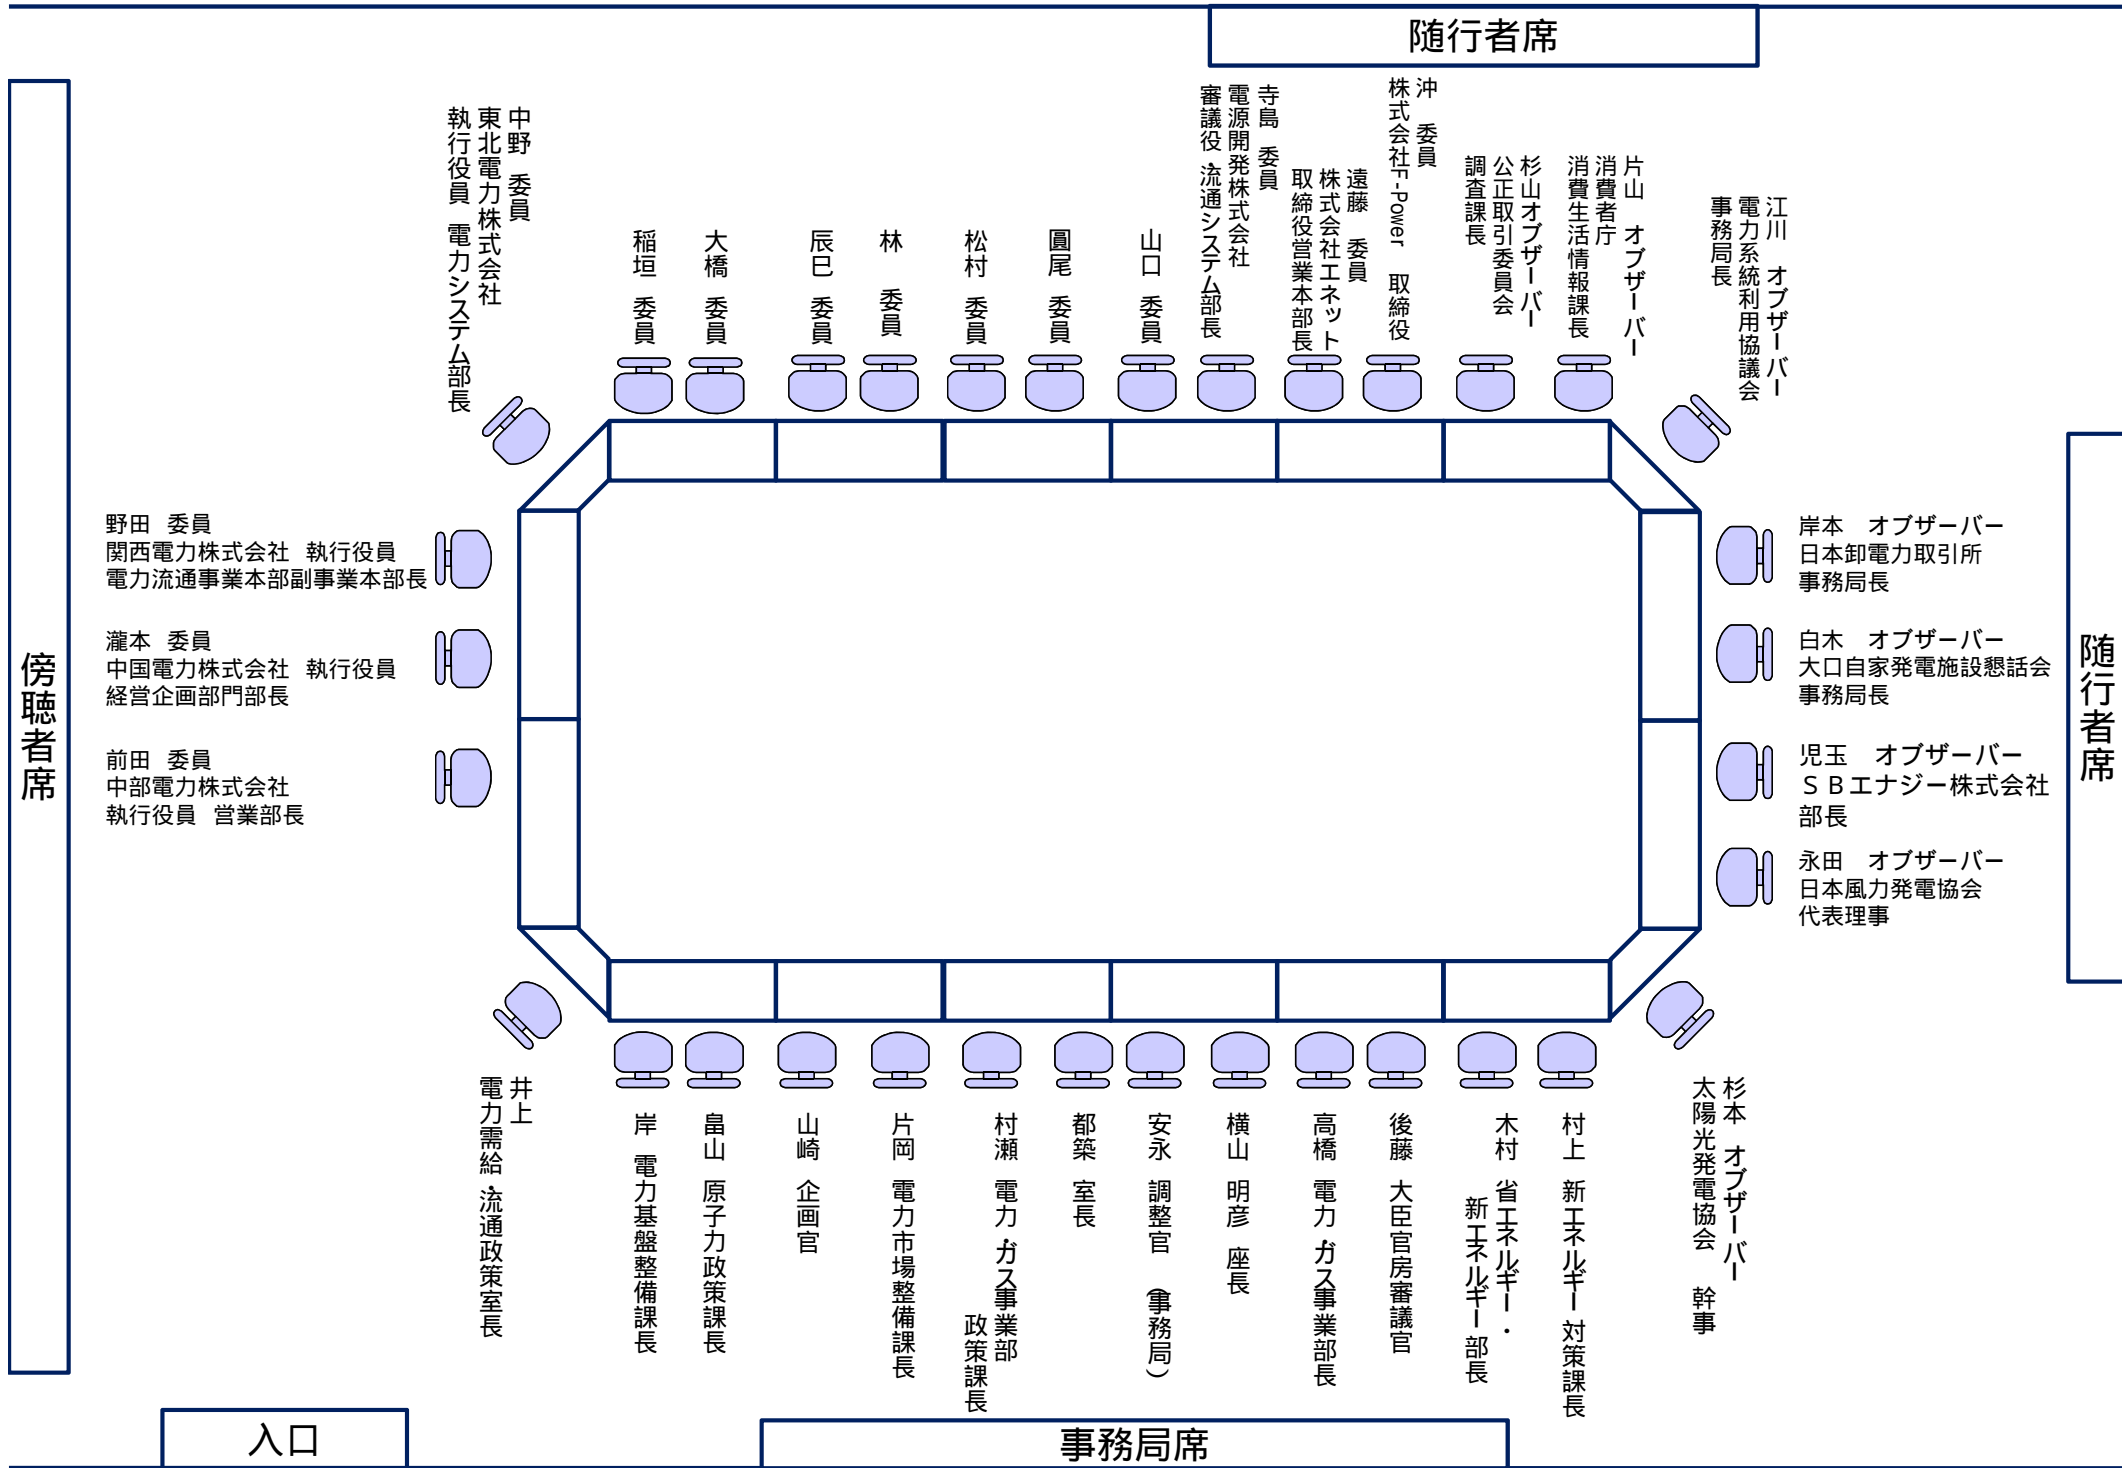 随行者席
中野 委員
東北電力株式会社
執行役員 電力システム部長
稲垣 委員
大橋 委員
辰巳 委員
林 委員
松村 委員
圓尾 委員
山口 委員
寺島 委員
電源開発株式会社
審議役・流通システム部長
遠藤 委員
株式会社エネット
取締役営業本部長
沖 委員
株式会社F-Power 取締役
杉山オブザーバー
公正取引委員会
調査課長
片山 オブザーバー
消費者庁
消費生活情報課長
江川 オブザーバー
電力系統利用協議会
事務局長
傍聴者席
野田 委員
関西電力株式会社 執行役員
電力流通事業本部副事業本部長
瀧本 委員
中国電力株式会社 執行役員
経営企画部門部長
前田 委員
中部電力株式会社
執行役員 営業部長
岸本 オブザーバー
日本卸電力取引所
事務局長
白木 オブザーバー
大口自家発電施設懇話会
事務局長
児玉 オブザーバー
ＳＢエナジー株式会社
部長
永田 オブザーバー
日本風力発電協会
代表理事
随行者席
井上
電力需給・流通政策室長
岸 電力基盤整備課長
畠山 原子力政策課長
山崎 企画官
片岡 電力市場整備課長
村瀬 電力・ガス事業部
政策課長
都築 室長
安永 調整官 （事務局）
横山 明彦 座長
高橋 電力・ガス事業部長
後藤 大臣官房審議官
木村 省エネルギー・
新エネルギー部長
村上 新エネルギー対策課長
杉本 オブザーバー
太陽光発電協会 幹事
入口
事務局席